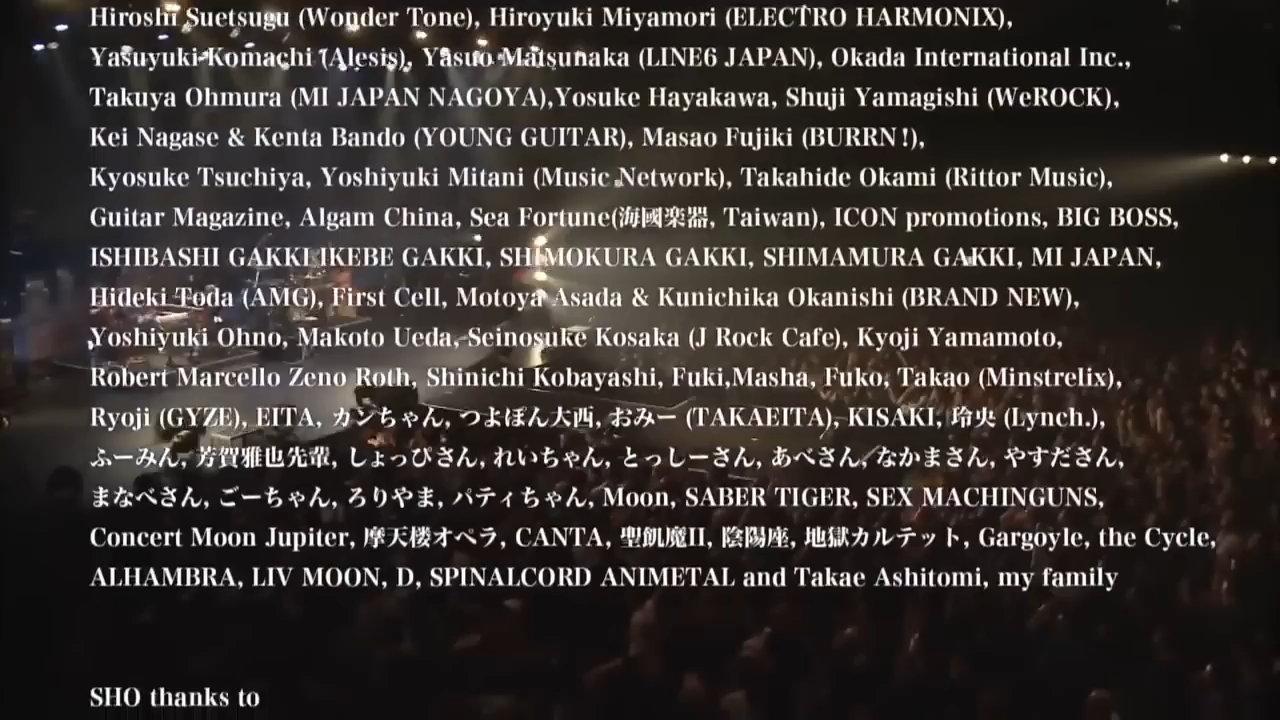 Hiroshi Suetsugu (Wonder Tone), Hiroyuki Miyamori (ELECTRO HARMONIX),
Yasuyuki Komachi (Alesis), Yasuo Matsunaka (LINE6 JAPAN), Okada International Inc.,
Takuya Ohmura (MI JAPAN NAGOYA),Yosuke Hayakawa, Shuji Yamagishi (WeROCK),
Kei Nagase & Kenta Bando (YOUNG GUITAR), Masao Fujiki (BURRN!),
Kyosuke Tsuchiya, Yoshiyuki Mitani (Music Network), Takahide Okami (Rittor Music),
Guitar Magazine, Algam China, Sea Fortune(海國楽器, Taiwan), ICON promotions, BIG BOSS,
ISHIBASHI GAKKI,IKEBE GAKKI, SHIMOKURA GAKKI, SHIMAMURA GAKKI, MI JAPAN,
Hideki Toda (AMG), First Cell, Motoya Asada & Kunichika Okanishi (BRAND NEW),
Yoshiyuki Ohno, Makoto Ueda, Seinosuke Kosaka (J Rock Cafe), Kyoji Yamamoto,
Robert Marcello Zeno Roth, Shinichi Kobayashi, Fuki,Masha, Fuko, Takao (Minstrelix),
Ryoji (GYZE), EITA, カンちゃん, つよぽん大西, おみー (TAKAEITA), KISAKI, 玲央 (Lynch.),
ふーみん, 芳賀雅也先輩, しょっぴさん, れいちゃん, とっしーさん, あべさん, なかまさん, やすださん,
まなべさん, ごーちゃん, ろりやま, パティちゃん, Moon, SABER TIGER, SEX MACHINGUNS,
Concert Moon Jupiter, 摩天楼オペラ, CANTA, 聖飢魔II, 陰陽座, 地獄カルテット, Gargoyle, the Cycle,
ALHAMBRA, LIV MOON, D, SPINALCORD ANIMETAL and Takae Ashitomi, my family
SHO thanks to